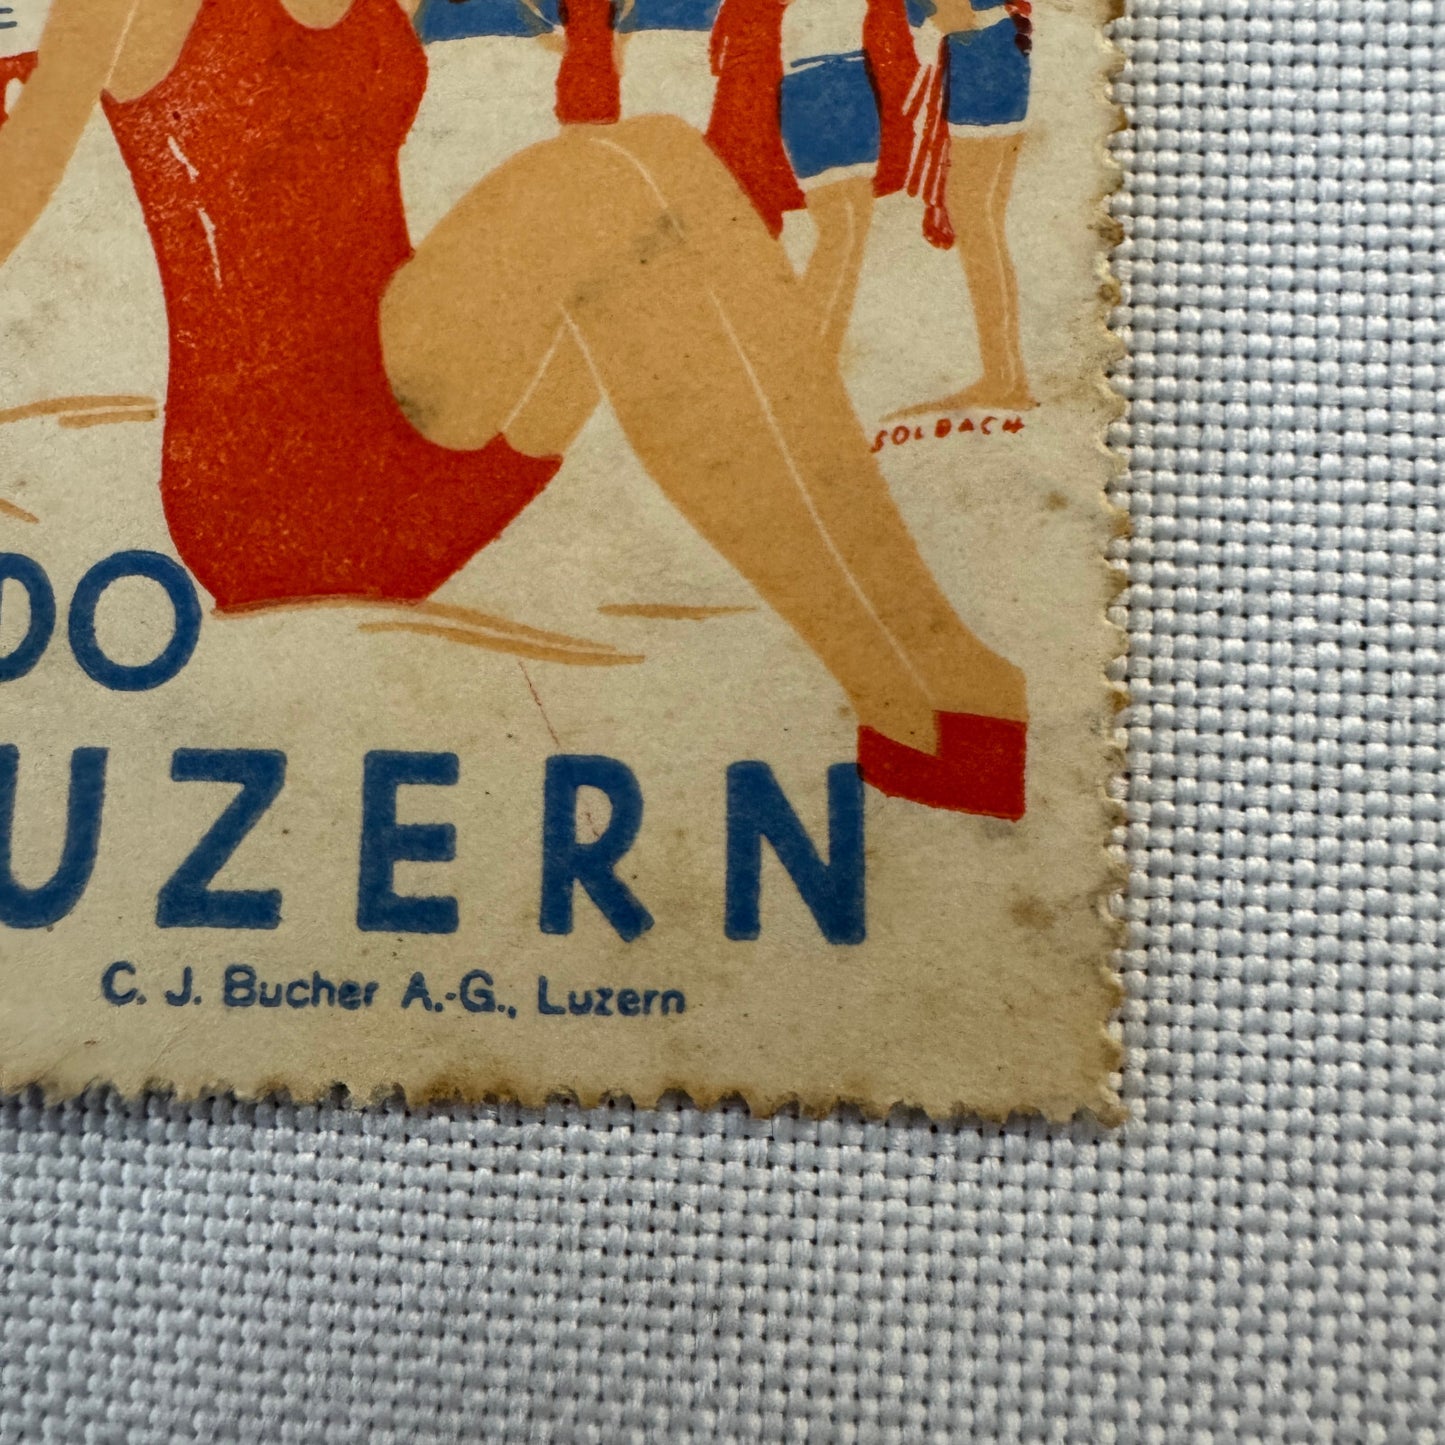 SOLBACH
DO
UZERN
C. J. Bucher A.-G., Luzern